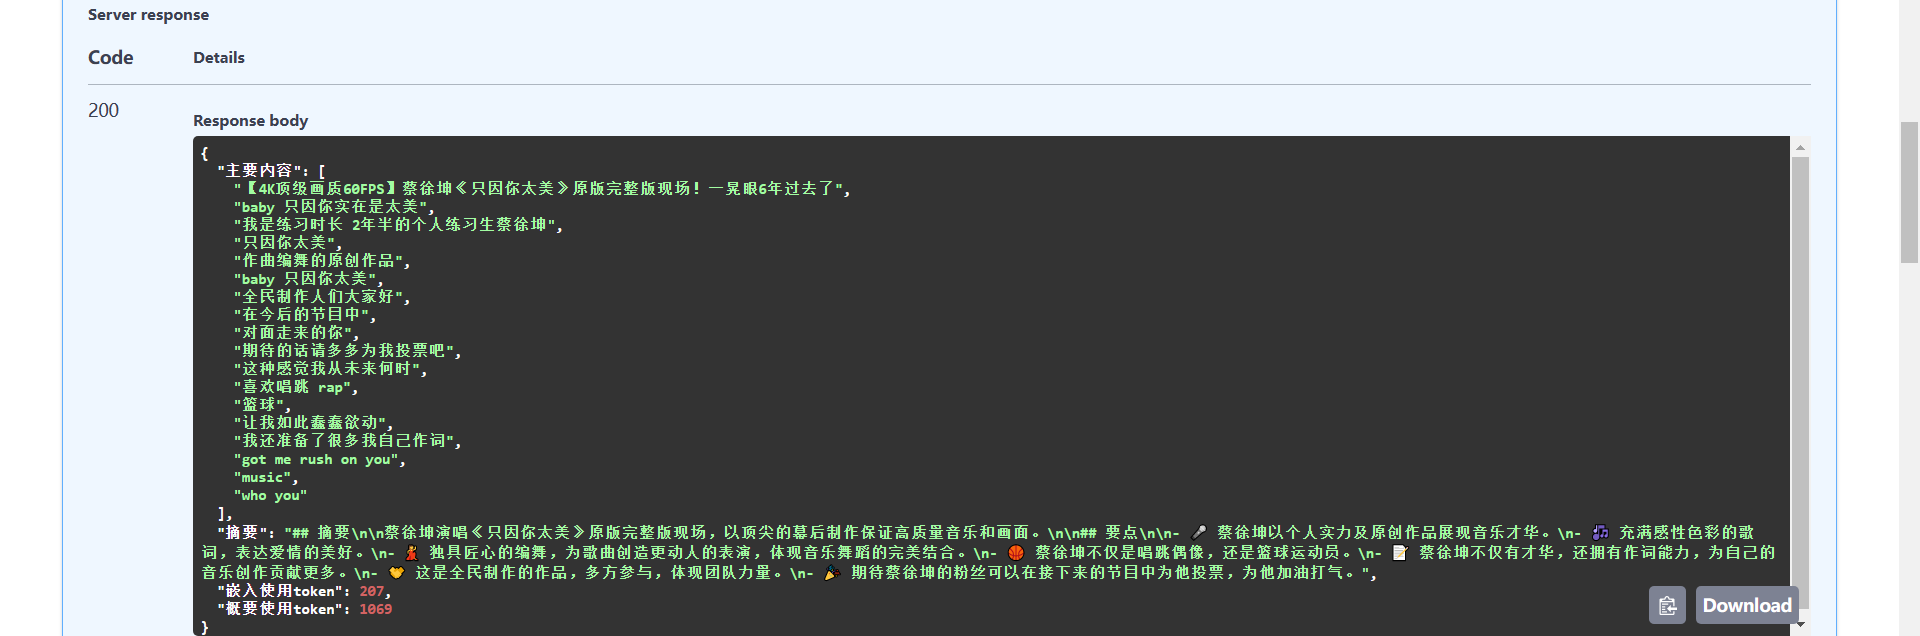 Server response
Code Details
200
Response body
{
"主要内容": [
"【4K顶级画质60FPS】蔡徐坤《只因你太美》原版完整版现场！一晃眼6年过去了",
"baby 只因你实在是太美",
"我是练习时长 2年半的个人练习生蔡徐坤",
"只因你太美",
"作曲编舞的原创作品",
"baby 只因你太美",
"全民制作人们大家好",
"在今后的节目中",
"对面走来的你",
"期待的话请多多为我投票吧",
"这种感觉我从未来何时",
"喜欢唱跳 rap",
"篮球",
"让我如此蠢蠢欲动",
"我还准备了很多我自己作词",
"got me rush on you",
"music",
"who you"
],
"摘要": "## 摘要\n\n蔡徐坤演唱《只因你太美》原版完整版现场，以顶尖的幕后制作保证高质量音乐和画面。\n\n## 要点\n\n- 🎤 蔡徐坤以个人实力及原创作品展现音乐才华。\n- 🎶 充满感性色彩的歌
词，表达爱情的美好。\n- 💃 独具匠心的编舞，为歌曲创造更动人的表演，体现音乐舞蹈的完美结合。\n- 🏀 蔡徐坤不仅是唱跳偶像，还是篮球运动员。\n- 📝 蔡徐坤不仅有才华，还拥有作词能力，为自己的
音乐创作贡献更多。\n- 🤝 这是全民制作的作品，多方参与，体现团队力量。\n- 🎉 期待蔡徐坤的粉丝可以在接下来的节目中为他投票，为他加油打气。",
"嵌入使用token": 207,
"概要使用token": 1069
}
Download